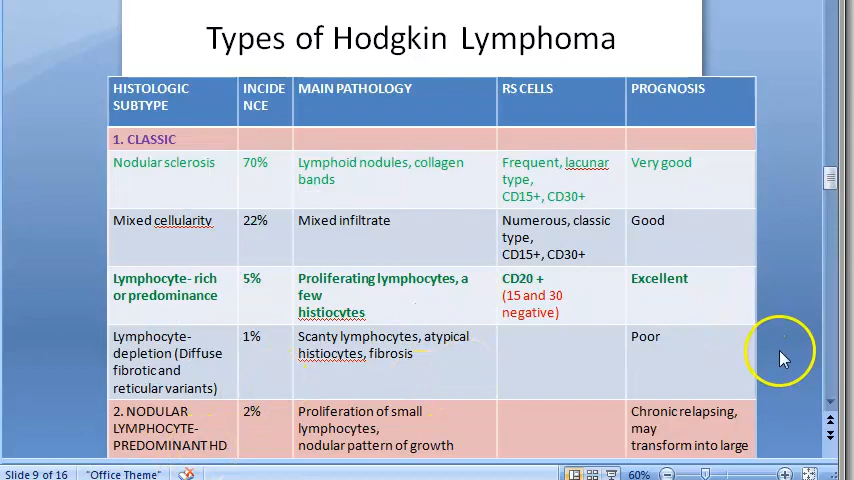 Types of Hodgkin Lymphoma
HISTOLOGIC SUBTYPE INCIDE NCE MAIN PATHOLOGY RS CELLS PROGNOSIS
1. CLASSIC
Nodular sclerosis 70% Lymphoid nodules, collagen bands Frequent, lacunar type, CD15+, CD30+ Very good
Mixed cellularity 22% Mixed infiltrate Numerous, classic type, CD15+, CD30+ Good
Lymphocyte- rich or predominance 5% Proliferating lymphocytes, a few histiocytes CD20 + (15 and 30 negative) Excellent
Lymphocyte- depletion (Diffuse fibrotic and reticular variants) 1% Scanty lymphocytes, atypical histiocytes, fibrosis Poor
2. NODULAR LYMPHOCYTE- PREDOMINANT HD 2% Proliferation of small lymphocytes, nodular pattern of growth Chronic relapsing, may transform into large
Slide 9 of 16 "Office Theme" 60%